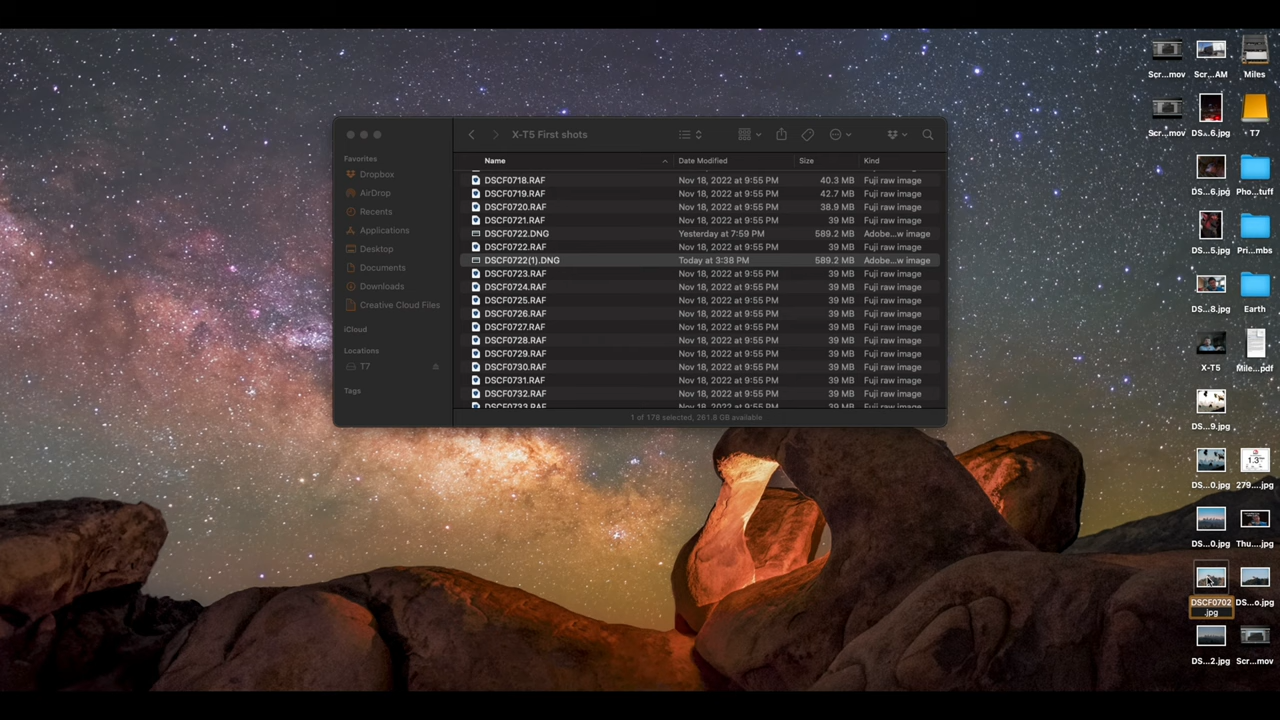 X-T5 First shots
Favorites
Dropbox
AirDrop
Recents
Applications
Desktop
Documents
Downloads
Creative Cloud Files
iCloud
Locations
T7
Tags
Name Date Modified Size Kind
DSCF0718.RAF Nov 18, 2022 at 9:55 PM 40.3 MB Fuji raw image
DSCF0719.RAF Nov 18, 2022 at 9:55 PM 42.7 MB Fuji raw image
DSCF0720.RAF Nov 18, 2022 at 9:55 PM 38.9 MB Fuji raw image
DSCF0721.RAF Nov 18, 2022 at 9:55 PM 39 MB Fuji raw image
DSCF0722.DNG Yesterday at 7:59 PM 589.2 MB Adobe...w image
DSCF0722.RAF Nov 18, 2022 at 9:55 PM 39 MB Fuji raw image
DSCF0722(1).DNG Today at 3:38 PM 589.2 MB Adobe...w image
DSCF0723.RAF Nov 18, 2022 at 9:55 PM 39 MB Fuji raw image
DSCF0724.RAF Nov 18, 2022 at 9:55 PM 39 MB Fuji raw image
DSCF0725.RAF Nov 18, 2022 at 9:55 PM 39 MB Fuji raw image
DSCF0726.RAF Nov 18, 2022 at 9:55 PM 39 MB Fuji raw image
DSCF0727.RAF Nov 18, 2022 at 9:55 PM 39 MB Fuji raw image
DSCF0728.RAF Nov 18, 2022 at 9:55 PM 39 MB Fuji raw image
DSCF0729.RAF Nov 18, 2022 at 9:55 PM 39 MB Fuji raw image
DSCF0730.RAF Nov 18, 2022 at 9:55 PM 39 MB Fuji raw image
DSCF0731.RAF Nov 18, 2022 at 9:55 PM 39 MB Fuji raw image
DSCF0732.RAF Nov 18, 2022 at 9:55 PM 39 MB Fuji raw image
DSCF0733.RAF Nov 18, 2022 at 9:55 PM 39 MB Fuji raw image
1 of 178 selected, 261.8 GB available
Scr...mov Scr...AM Miles
Scr...mov DS...6.jpg T7
DS...6.jpg Pho...tuff
DS...5.jpg Pri...mbs
DS...8.jpg Earth
X-T5 Mile...pdf
DS...9.jpg
DS...0.jpg 279....jpg
DS...0.jpg Thu....jpg
DSCF0702 DS...o.jpg
.jpg
DS...2.jpg Scr...mov